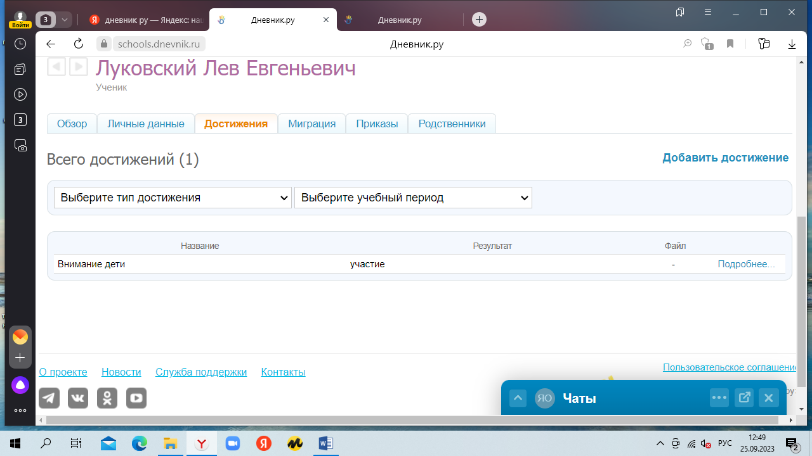 Войти
3
дневник ру — Яндекс на
Дневник.ру
Дневник.ру
schools.dnevnik.ru
Дневник.ру
1
Луковский Лев Евгеньевич
Ученик
Обзор Личные данные Достижения Миграция Приказы Родственники
Всего достижений (1)
Добавить достижение
Выберите тип достижения Выберите учебный период
Название Результат Файл
Внимание дети участие - Подробнее...
3
О проекте Новости Служба поддержки Контакты
Пользовательское соглашение
ЯО Чаты
РУС
12:49
25.09.2023
2